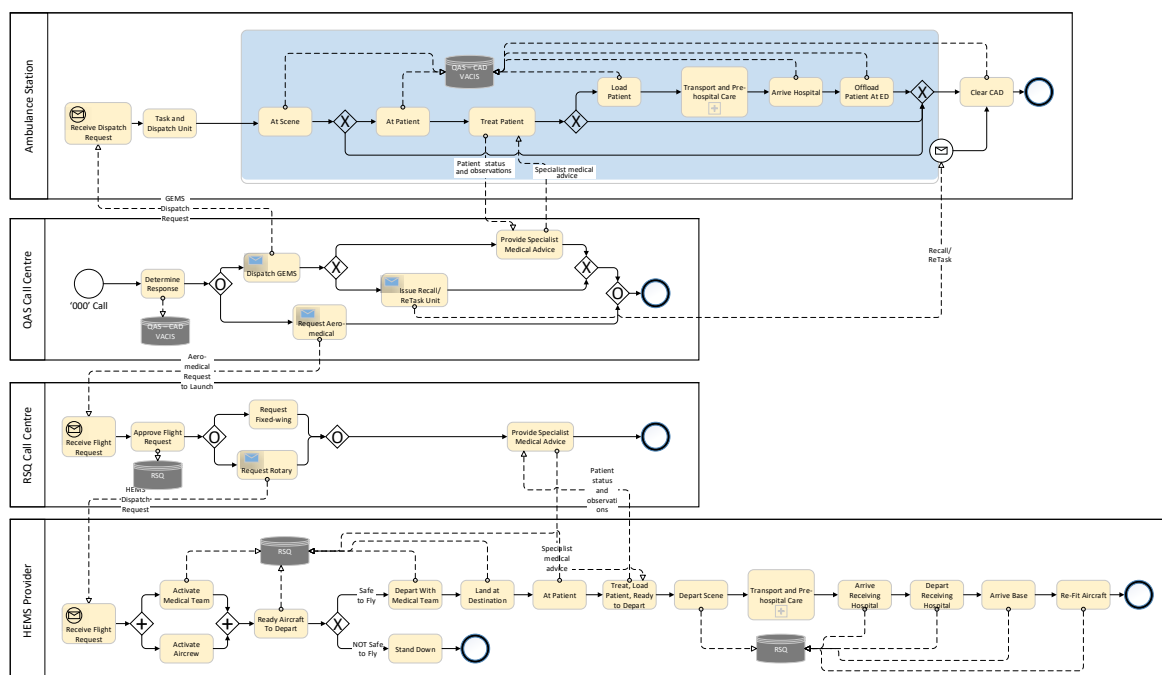 Ambulance Station
QAS – CAD
VACIS
Load
Patient
Transport and Pre-
hospital Care
Arrive Hospital
Offload
Patient At ED
Clear CAD
Receive Dispatch
Request
Task and
Dispatch Unit
At Scene
X
At Patient
Treat Patient
X
X
Patient status
and observations
Specialist medical
advice
GEMS
Dispatch
Request
QAS Call Centre
Provide Specialist
Medical Advice
Recall/
ReTask
'000' Call
Determine
Response
O
Dispatch GEMS
X
Issue Recall/
ReTask Unit
X
O
QAS – CAD
VACIS
Request Aero-
medical
Aero-
medical
Request
to Launch
RSQ Call Centre
Receive Flight
Request
Approve Flight
Request
O
Request
Fixed-wing
Request Rotary
O
Provide Specialist
Medical Advice
RSQ
HEMS
Dispatch
Request
Patient
status
and
observati
ons
HEMS Provider
RSQ
Specialist
medical
advice
Receive Flight
Request
Activate
Medical Team
Activate
Aircrew
Ready Aircraft
To Depart
X
Safe
to Fly
NOT Safe
to Fly
Depart With
Medical Team
Stand Down
Land at
Destination
At Patient
Treat, Load
Patient, Ready
to Depart
Depart Scene
Transport and Pre-
hospital Care
Arrive
Receiving
Hospital
Depart
Receiving
Hospital
Arrive Base
Re-Fit Aircraft
RSQ